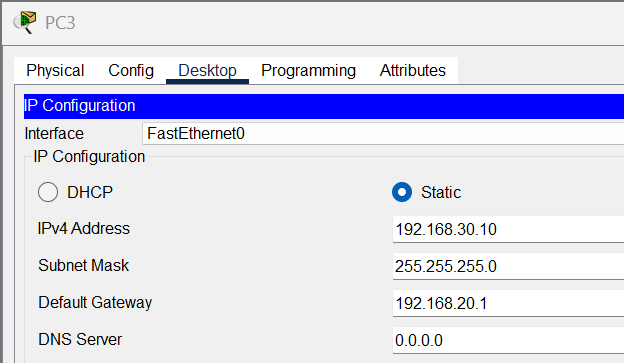 PC3
Physical Config Desktop Programming Attributes
IP Configuration
Interface FastEthernet0
IP Configuration
DHCP Static
IPv4 Address 192.168.30.10
Subnet Mask 255.255.255.0
Default Gateway 192.168.20.1
DNS Server 0.0.0.0